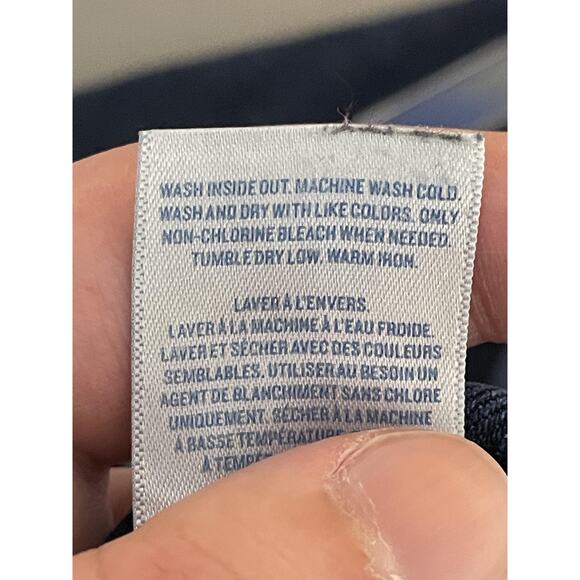 WASH INSIDE OUT. MACHINE WASH COLD.
WASH AND DRY WITH LIKE COLORS. ONLY
NON-CHLORINE BLEACH WHEN NEEDED.
TUMBLE DRY LOW. WARM IRON.
LAVER À L'ENVERS.
LAVER À LA MACHINE À L'EAU FROIDE.
LAVER ET SÉCHER AVEC DES COULEURS
SEMBLABLES. UTILISER AU BESOIN UN
AGENT DE BLANCHIMENT SANS CHLORE
UNIQUEMENT. SÉCHER À LA MACHINE
À BASSE TEMPÉRATURE
À